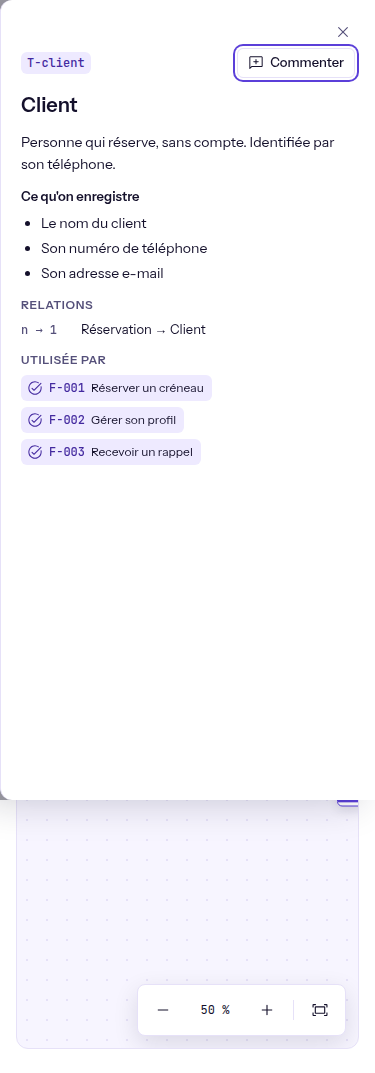 T-client
Commenter
Client
Personne qui réserve, sans compte. Identifiée par
son téléphone.
Ce qu'on enregistre
Le nom du client
Son numéro de téléphone
Son adresse e-mail
RELATIONS
n → 1 Réservation → Client
UTILISÉE PAR
F-001 Réserver un créneau
F-002 Gérer son profil
F-003 Recevoir un rappel
50 %